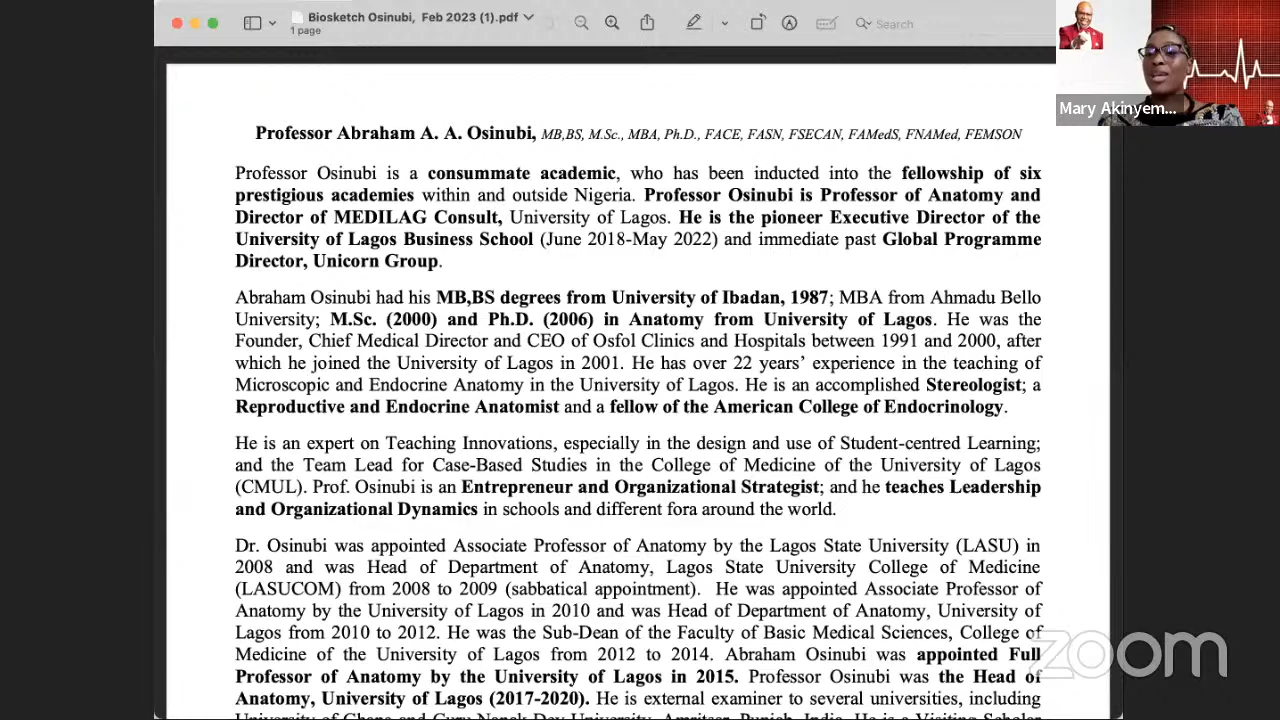 Biosketch Osinubi, Feb 2023 (1).pdf
1 page
Search
Mary Akinyem...
Professor Abraham A. A. Osinubi, MB,BS, M.Sc., MBA, Ph.D., FACE, FASN, FSECAN, FAMedS, FNAMed, FEMSON
Professor Osinubi is a consummate academic, who has been inducted into the fellowship of six
prestigious academies within and outside Nigeria. Professor Osinubi is Professor of Anatomy and
Director of MEDILAG Consult, University of Lagos. He is the pioneer Executive Director of the
University of Lagos Business School (June 2018-May 2022) and immediate past Global Programme
Director, Unicorn Group.
Abraham Osinubi had his MB,BS degrees from University of Ibadan, 1987; MBA from Ahmadu Bello
University; M.Sc. (2000) and Ph.D. (2006) in Anatomy from University of Lagos. He was the
Founder, Chief Medical Director and CEO of Osfol Clinics and Hospitals between 1991 and 2000, after
which he joined the University of Lagos in 2001. He has over 22 years’ experience in the teaching of
Microscopic and Endocrine Anatomy in the University of Lagos. He is an accomplished Stereologist; a
Reproductive and Endocrine Anatomist and a fellow of the American College of Endocrinology.
He is an expert on Teaching Innovations, especially in the design and use of Student-centred Learning;
and the Team Lead for Case-Based Studies in the College of Medicine of the University of Lagos
(CMUL). Prof. Osinubi is an Entrepreneur and Organizational Strategist; and he teaches Leadership
and Organizational Dynamics in schools and different fora around the world.
Dr. Osinubi was appointed Associate Professor of Anatomy by the Lagos State University (LASU) in
2008 and was Head of Department of Anatomy, Lagos State University College of Medicine
(LASUCOM) from 2008 to 2009 (sabbatical appointment). He was appointed Associate Professor of
Anatomy by the University of Lagos in 2010 and was Head of Department of Anatomy, University of
Lagos from 2010 to 2012. He was the Sub-Dean of the Faculty of Basic Medical Sciences, College of
Medicine of the University of Lagos from 2012 to 2014. Abraham Osinubi was appointed Full
Professor of Anatomy by the University of Lagos in 2015. Professor Osinubi was the Head of
Anatomy, University of Lagos (2017-2020). He is external examiner to several universities, including
University of Ghana and Guru Nanak Dev University, Amritsar, Punjab, India. He is a Visiting Scholar
zoom